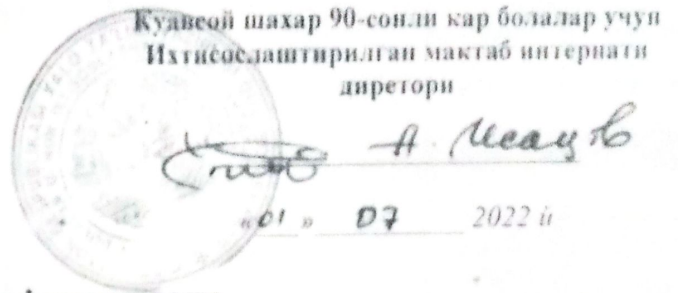 Кувасой шахар 90-сонли кар болалар учун
Ихтисослаштирилган мактаб интернати
диретори
А. Исаков
«01» 07 2022 й